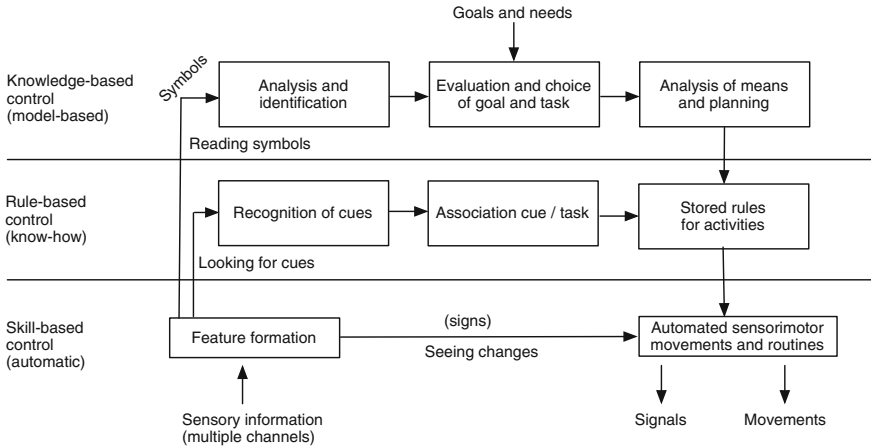 Goals and needs
Knowledge-based
control
(model-based)
Symbols
Analysis and
identification
Evaluation and choice
of goal and task
Analysis of means
and planning
Reading symbols
Rule-based
control
(know-how)
Recognition of cues
Association cue / task
Stored rules
for activities
Looking for cues
Skill-based
control
(automatic)
Feature formation
(signs)
Seeing changes
Automated sensorimotor
movements and routines
Sensory information
(multiple channels)
Signals
Movements